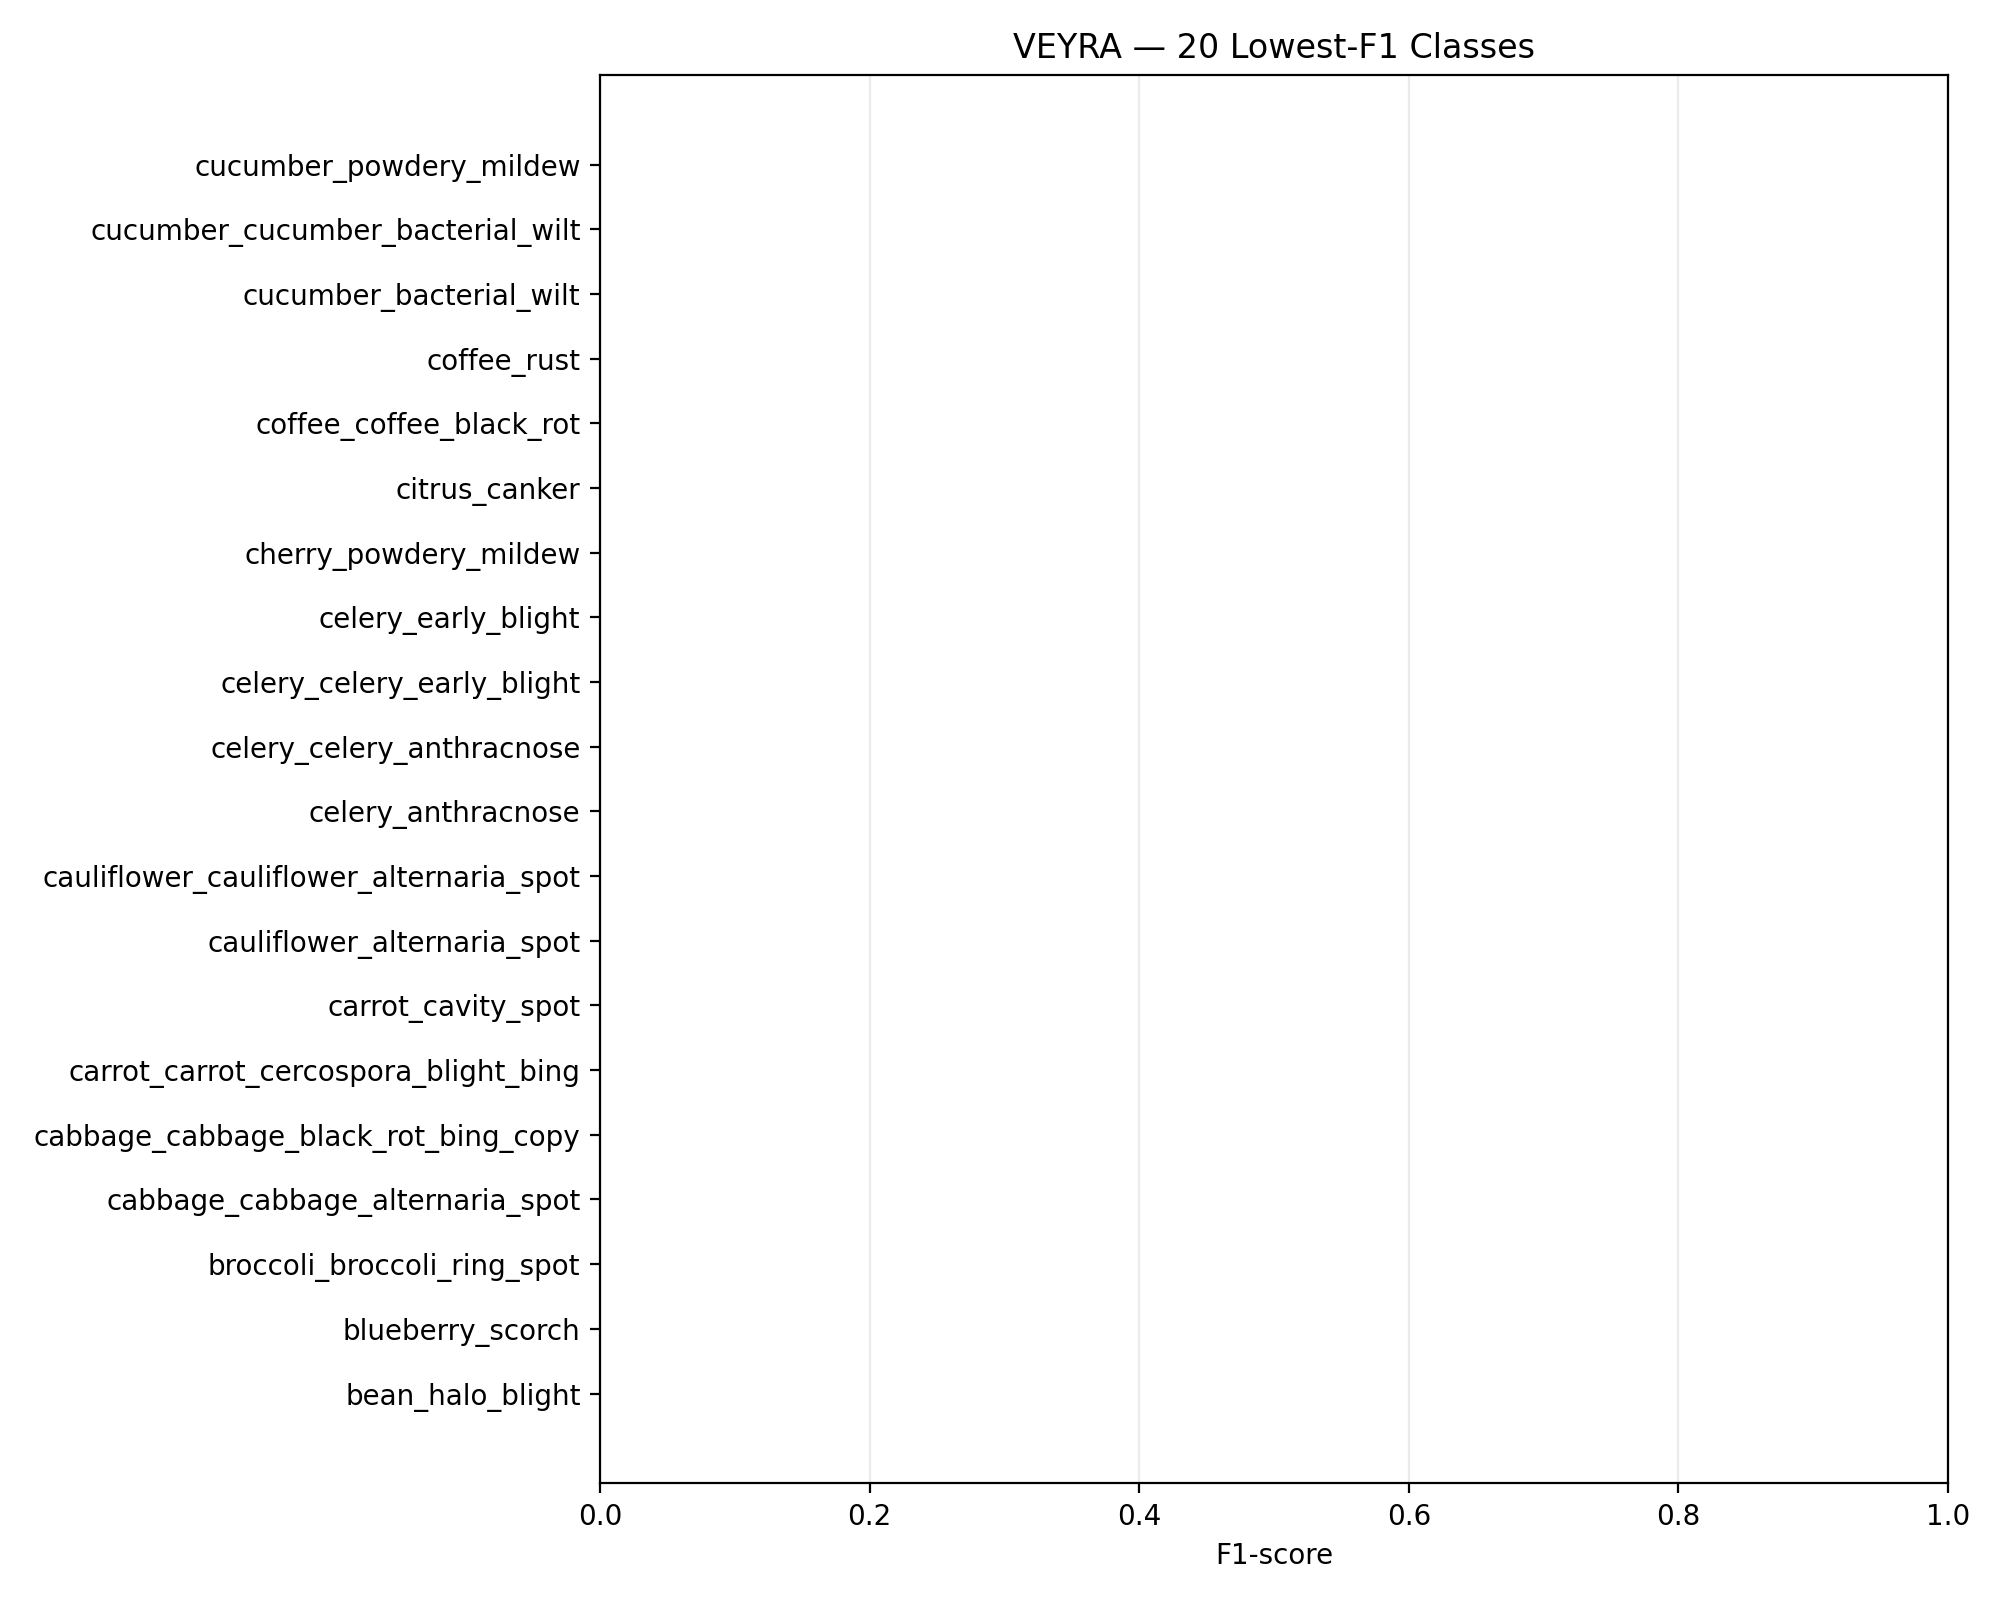 VEYRA — 20 Lowest-F1 Classes
cucumber_powdery_mildew
cucumber_cucumber_bacterial_wilt
cucumber_bacterial_wilt
coffee_rust
coffee_coffee_black_rot
citrus_canker
cherry_powdery_mildew
celery_early_blight
celery_celery_early_blight
celery_celery_anthracnose
celery_anthracnose
cauliflower_cauliflower_alternaria_spot
cauliflower_alternaria_spot
carrot_cavity_spot
carrot_carrot_cercospora_blight_bing
cabbage_cabbage_black_rot_bing_copy
cabbage_cabbage_alternaria_spot
broccoli_broccoli_ring_spot
blueberry_scorch
bean_halo_blight
0.0 0.2 0.4 0.6 0.8 1.0
F1-score